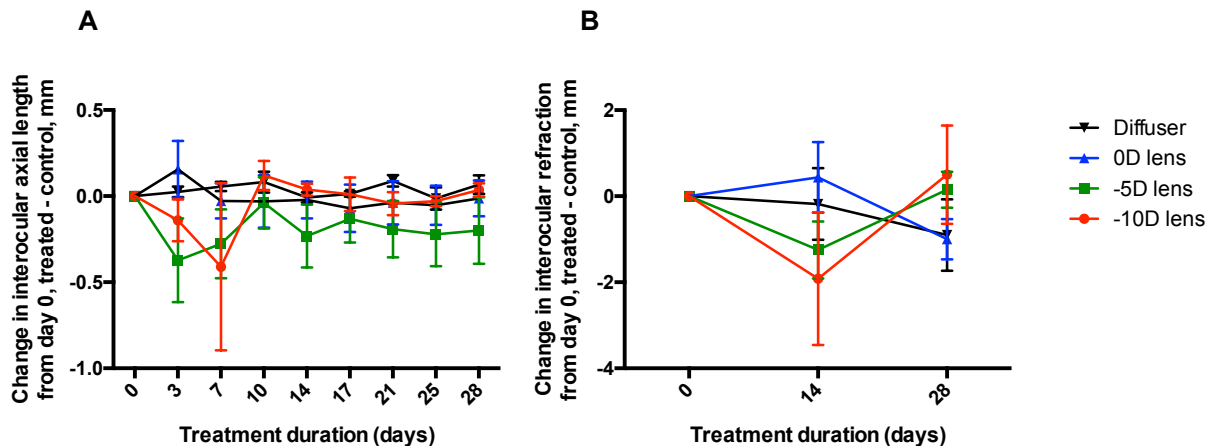 A
B
Change in interocular axial length
from day 0, treated - control, mm
0.5
0.0
-0.5
-1.0
0
3
7
10
14
17
21
25
28
Treatment duration (days)
Change in interocular refraction
from day 0, treated - control, mm
2
0
-2
-4
0
14
28
Treatment duration (days)
Diffuser
0D lens
-5D lens
-10D lens